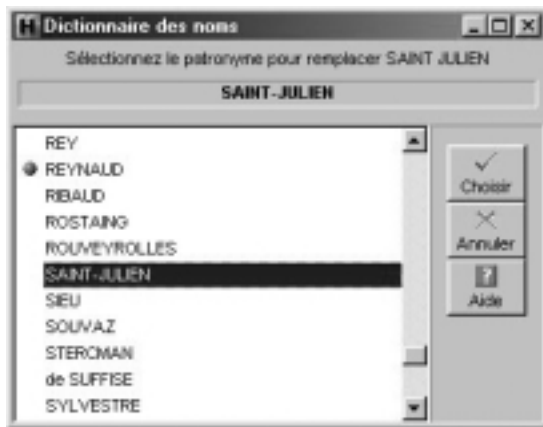 H Dictionnaire des noms
Sélectionnez le patronyme pour remplacer SAINT JULIEN
SAINT-JULIEN
REY
REYNAUD
RIBAUD
ROSTAING
ROUVEYROLLES
SAINT-JULIEN
SIEU
SOUVAZ
STERCMAN
de SUFFISE
SYLVESTRE
Choisir
Annuler
?
Aide